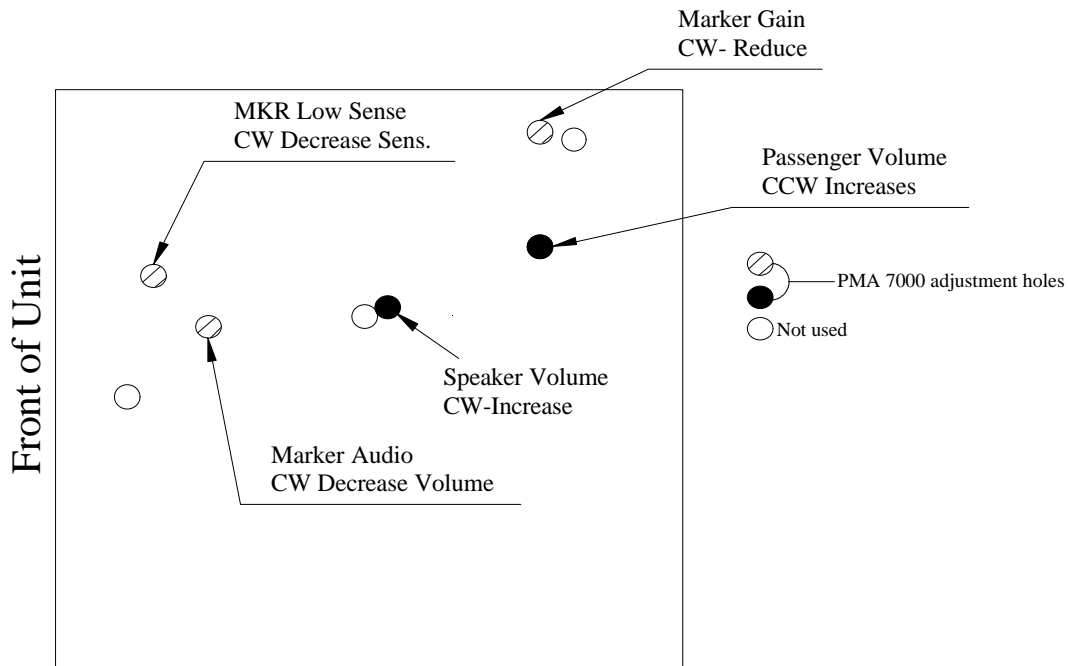 Marker Gain
CW- Reduce
MKR Low Sense
CW Decrease Sens.
Passenger Volume
CCW Increases
Front of Unit
PMA 7000 adjustment holes
Not used
Speaker Volume
CW-Increase
Marker Audio
CW Decrease Volume